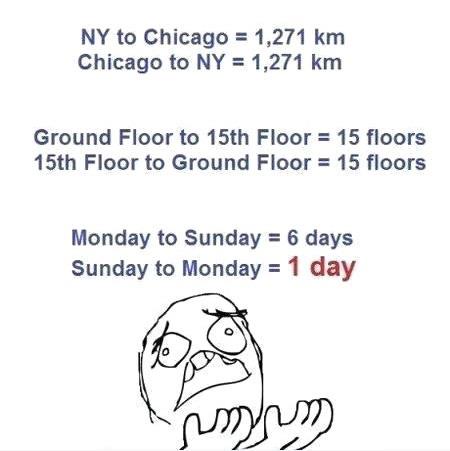 NY to Chicago = 1,271 km
Chicago to NY = 1,271 km
Ground Floor to 15th Floor = 15 floors
15th Floor to Ground Floor = 15 floors
Monday to Sunday = 6 days
Sunday to Monday = 1 day